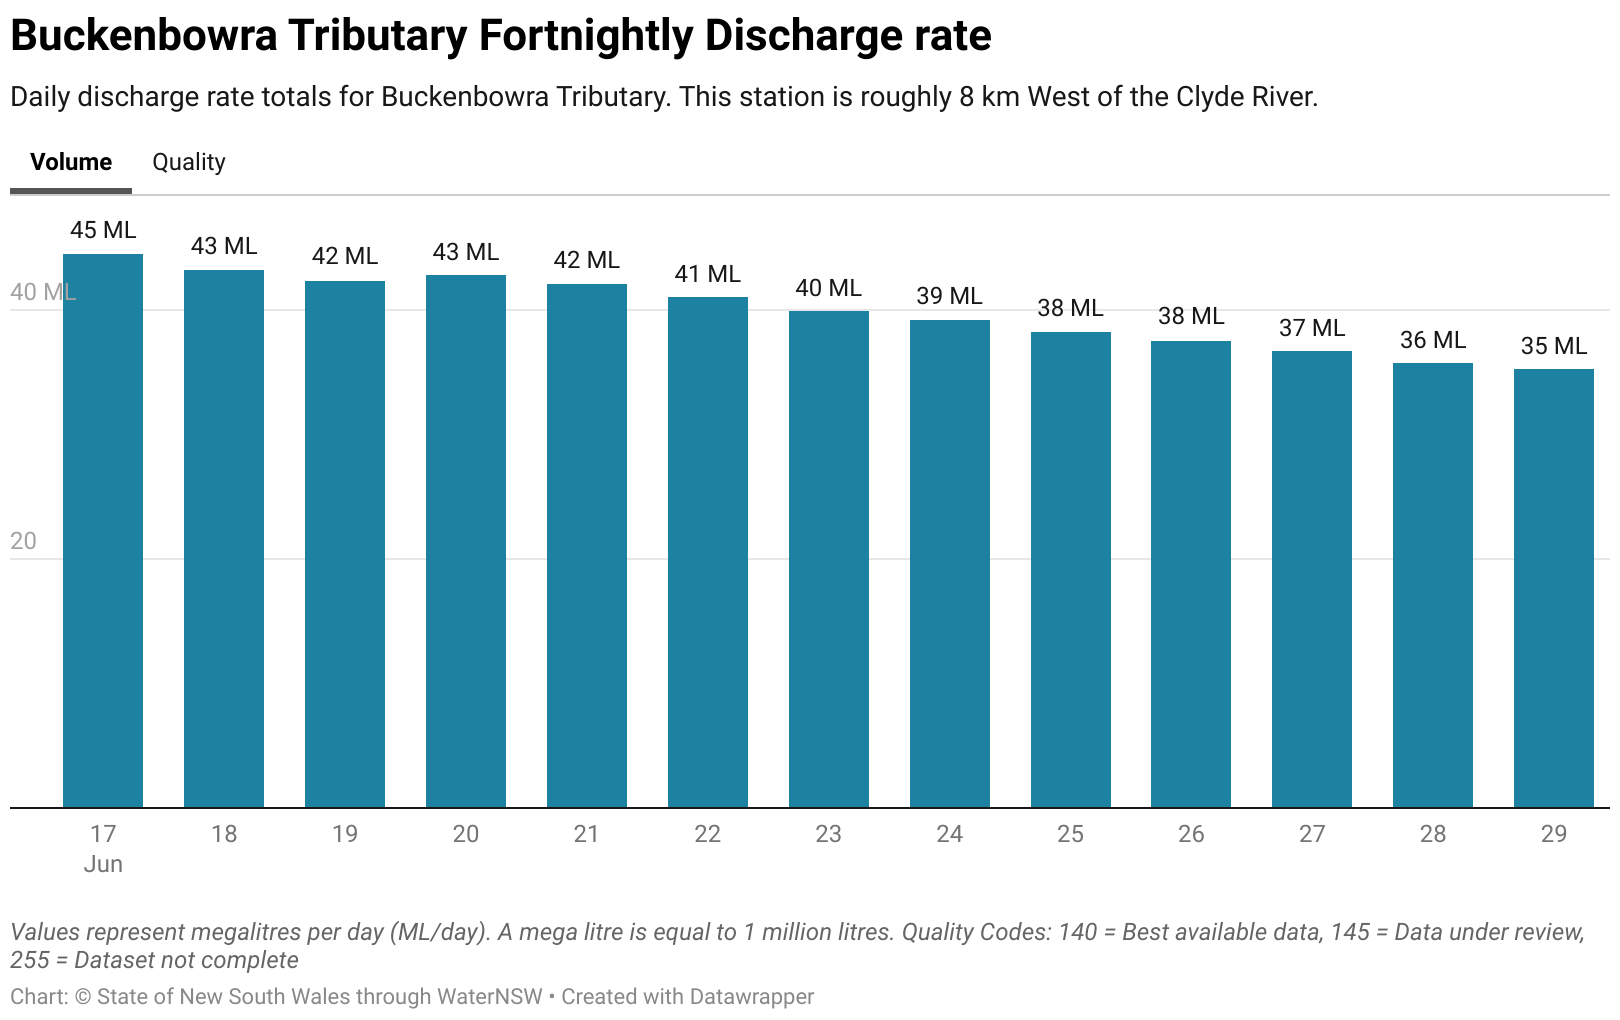 Buckenbowra Tributary Fortnightly Discharge rate
Daily discharge rate totals for Buckenbowra Tributary. This station is roughly 8 km West of the Clyde River.
Volume Quality
45 ML 43 ML 42 ML 43 ML 42 ML 41 ML 40 ML 39 ML 38 ML 38 ML 37 ML 36 ML 35 ML
40 ML
20
17 18 19 20 21 22 23 24 25 26 27 28 29
Jun
Values represent megalitres per day (ML/day). A mega litre is equal to 1 million litres. Quality Codes: 140 = Best available data, 145 = Data under review,
255 = Dataset not complete
Chart: © State of New South Wales through WaterNSW • Created with Datawrapper